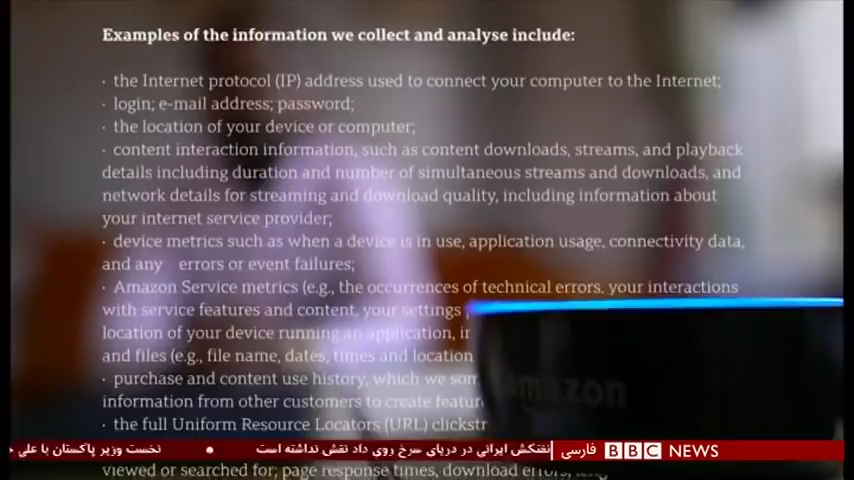 Examples of the information we collect and analyse include:
· the Internet protocol (IP) address used to connect your computer to the Internet;
· login; e-mail address; password;
· the location of your device or computer;
· content interaction information, such as content downloads, streams, and playback
details including duration and number of simultaneous streams and downloads, and
network details for streaming and download quality, including information about
your internet service provider;
· device metrics such as when a device is in use, application usage, connectivity data,
and any errors or event failures;
· Amazon Service metrics (e.g., the occurrences of technical errors, your interactions
with service features and content, your settings
location of your device running an application,
and files (e.g., file name, dates, times and location
· purchase and content use history, which we
information from other customers to create
amazon
· the full Uniform Resource Locators (URL)
نفتکش ایرانی در دریای سرخ روی داد نقش نداشته است • نخست وزیر پاکستان با علی
فارسی BBC NEWS
viewed or searched for; page response times, download errors,